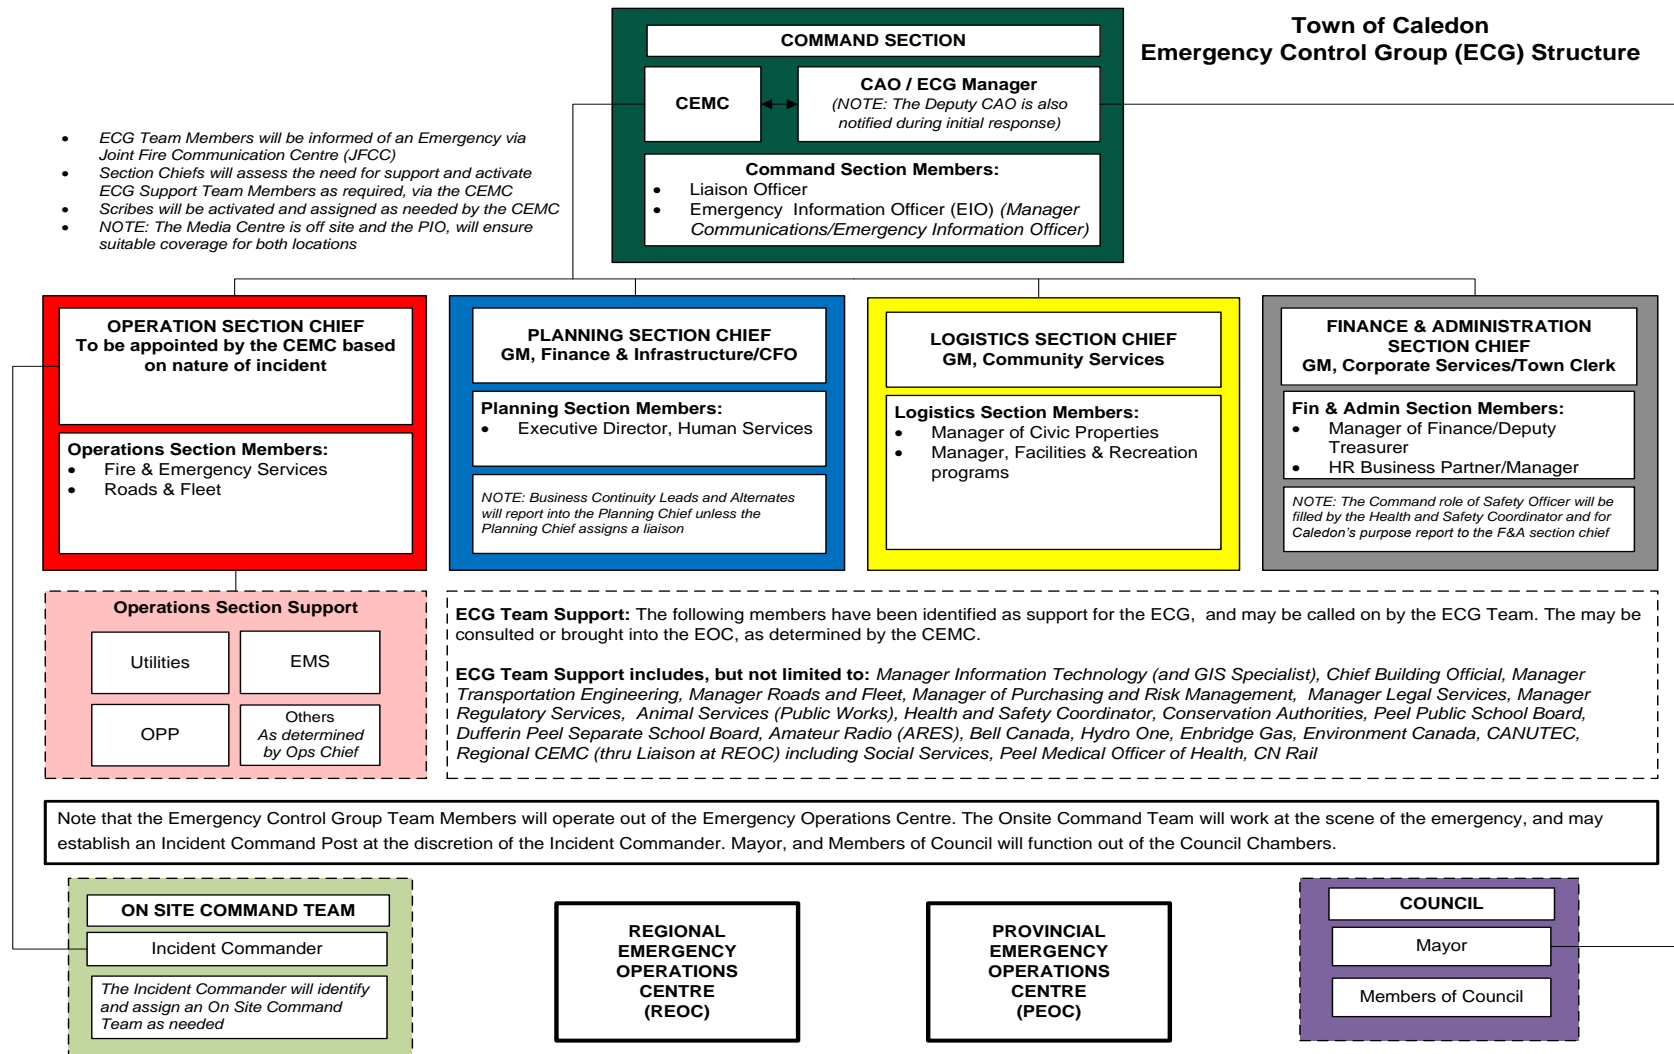 Town of Caledon
Emergency Control Group (ECG) Structure
COMMAND SECTION
CEMC
CAO / ECG Manager
(NOTE: The Deputy CAO is also
notified during initial response)
Command Section Members:
• Liaison Officer
• Emergency  Information Officer (EIO) (Manager
Communications/Emergency Information Officer)
• ECG Team Members will be informed of an Emergency via
Joint Fire Communication Centre (JFCC)
• Section Chiefs will assess the need for support and activate
ECG Support Team Members as required, via the CEMC
• Scribes will be activated and assigned as needed by the CEMC
• NOTE: The Media Centre is off site and the PIO, will ensure
suitable coverage for both locations
OPERATION SECTION CHIEF
To be appointed by the CEMC based
on nature of incident
Operations Section Members:
• Fire & Emergency Services
• Roads & Fleet
PLANNING SECTION CHIEF
GM, Finance & Infrastructure/CFO
Planning Section Members:
• Executive Director, Human Services
NOTE: Business Continuity Leads and Alternates
will report into the Planning Chief unless the
Planning Chief assigns a liaison
LOGISTICS SECTION CHIEF
GM, Community Services
Logistics Section Members:
• Manager of Civic Properties
• Manager, Facilities & Recreation
programs
FINANCE & ADMINISTRATION
SECTION CHIEF
GM, Corporate Services/Town Clerk
Fin & Admin Section Members:
• Manager of Finance/Deputy
Treasurer
• HR Business Partner/Manager
NOTE: The Command role of Safety Officer will be
filled by the Health and Safety Coordinator and for
Caledon's purpose report to the F&A section chief
Operations Section Support
Utilities
EMS
OPP
Others
As determined
by Ops Chief
ECG Team Support: The following members have been identified as support for the ECG,  and may be called on by the ECG Team. The may be
consulted or brought into the EOC, as determined by the CEMC.
ECG Team Support includes, but not limited to: Manager Information Technology (and GIS Specialist), Chief Building Official, Manager
Transportation Engineering, Manager Roads and Fleet, Manager of Purchasing and Risk Management,  Manager Legal Services, Manager
Regulatory Services,  Animal Services (Public Works), Health and Safety Coordinator, Conservation Authorities, Peel Public School Board,
Dufferin Peel Separate School Board, Amateur Radio (ARES), Bell Canada, Hydro One, Enbridge Gas, Environment Canada, CANUTEC,
Regional CEMC (thru Liaison at REOC) including Social Services, Peel Medical Officer of Health, CN Rail
Note that the Emergency Control Group Team Members will operate out of the Emergency Operations Centre. The Onsite Command Team will work at the scene of the emergency, and may
establish an Incident Command Post at the discretion of the Incident Commander. Mayor, and Members of Council will function out of the Council Chambers.
ON SITE COMMAND TEAM
Incident Commander
The Incident Commander will identify
and assign an On Site Command
Team as needed
REGIONAL
EMERGENCY
OPERATIONS
CENTRE
(REOC)
PROVINCIAL
EMERGENCY
OPERATIONS
CENTRE
(PEOC)
COUNCIL
Mayor
Members of Council